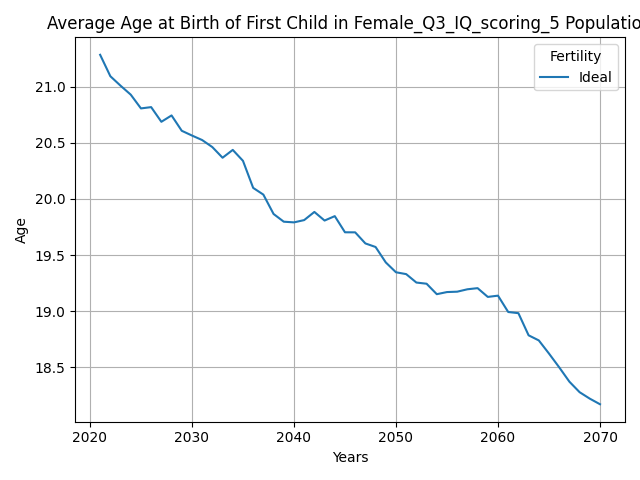 Average Age at Birth of First Child in Female_Q3_IQ_scoring_5 Populatio
Fertility
Ideal
21.0
20.5
20.0
19.5
19.0
18.5
Age
2020 2030 2040 2050 2060 2070
Years